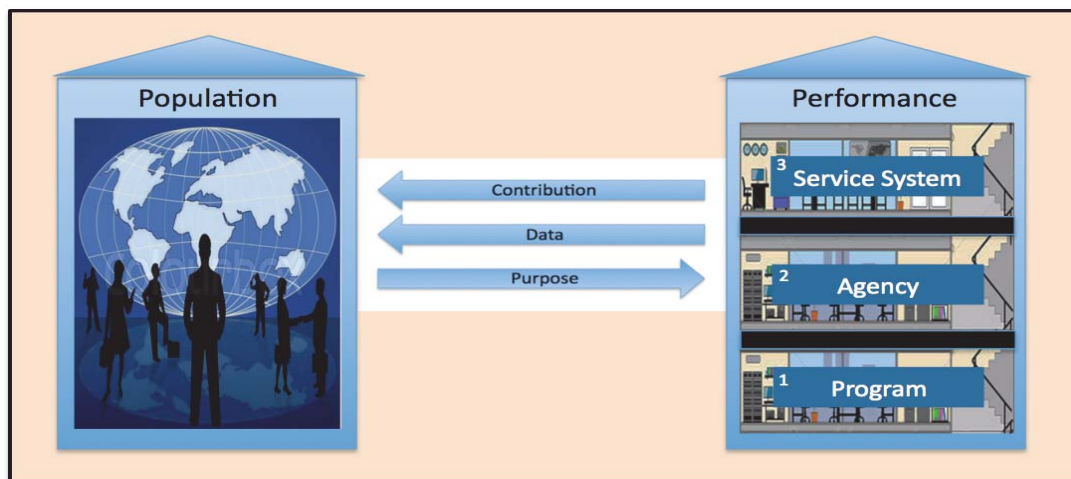 Population
Performance
Contribution
Data
Purpose
3
Service System
2
Agency
1
Program